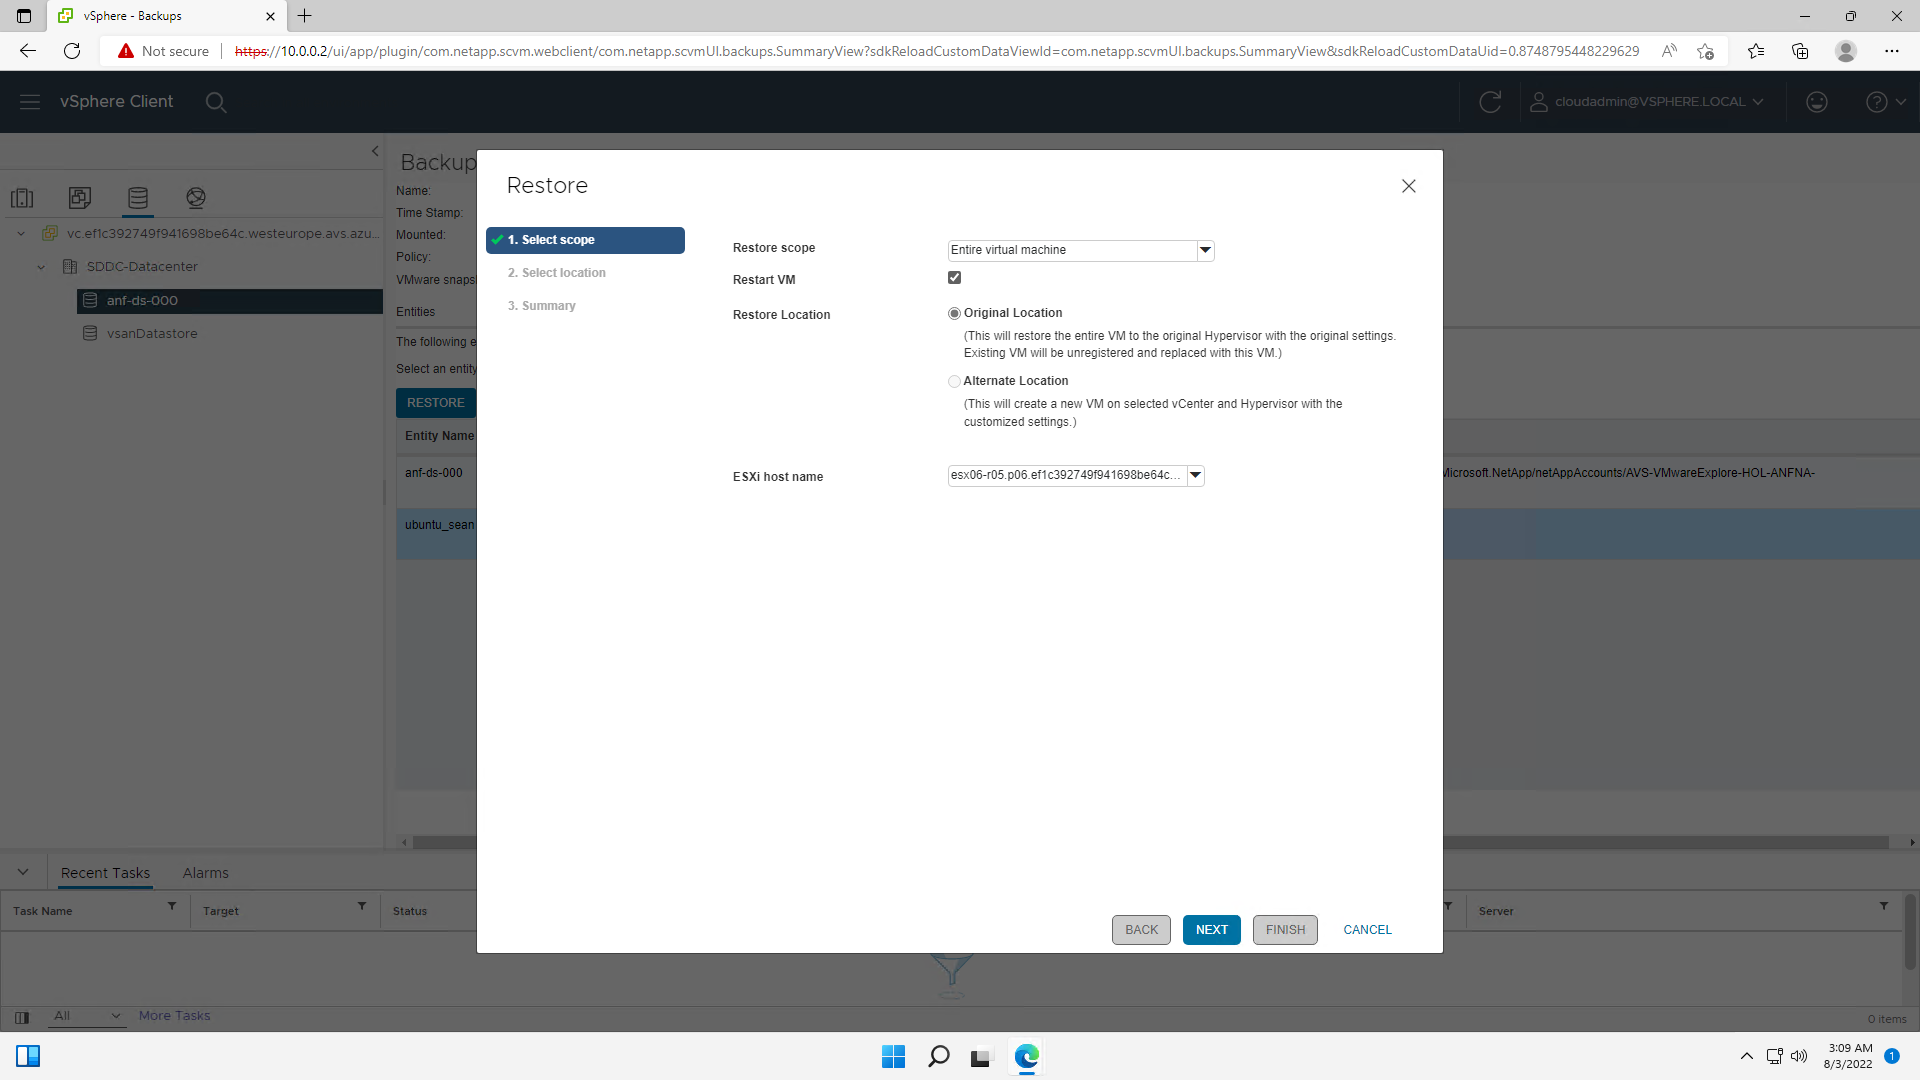 vSphere - Backups
Not secure
https://10.0.0.2/ui/app/plugin/com.netapp.scvm.webclient/com.netapp.scvmUI.backups.SummaryView?sdkReloadCustomDataViewId=com.netapp.scvmUI.backups.SummaryView&sdkReloadCustomDataUid=0.8748795448229629
vSphere Client
cloudadmin@VSPHERE.LOCAL
vc.ef1c392749f941698be64c.westeurope.avs.azu...
SDDC-Datacenter
anf-ds-000
vsanDatastore
Backup
Name:
Time Stamp:
Mounted:
Policy:
VMware snaps
Entities
The following e
Select an entity
RESTORE
Entity Name
anf-ds-000
Microsoft.NetApp/netAppAccounts/AVS-VMwareExplore-HOL-ANFNA-
ubuntu_sean
Restore
1. Select scope
2. Select location
3. Summary
Restore scope
Entire virtual machine
Restart VM
Restore Location
Original Location
(This will restore the entire VM to the original Hypervisor with the original settings.
Existing VM will be unregistered and replaced with this VM.)
Alternate Location
(This will create a new VM on selected vCenter and Hypervisor with the
customized settings.)
ESXi host name
esx06-r05.p06.ef1c392749f941698be64c...
BACK
NEXT
FINISH
CANCEL
Recent Tasks
Alarms
Task Name
Target
Status
Server
All
More Tasks
0 items
3:09 AM
8/3/2022
1